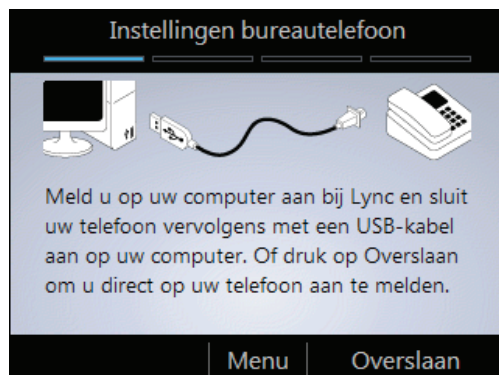 Instellingen bureautelefoon
Meld u op uw computer aan bij Lync en sluit
uw telefoon vervolgens met een USB-kabel
aan op uw computer. Of druk op Overslaan
om u direct op uw telefoon aan te melden.
Menu Overslaan